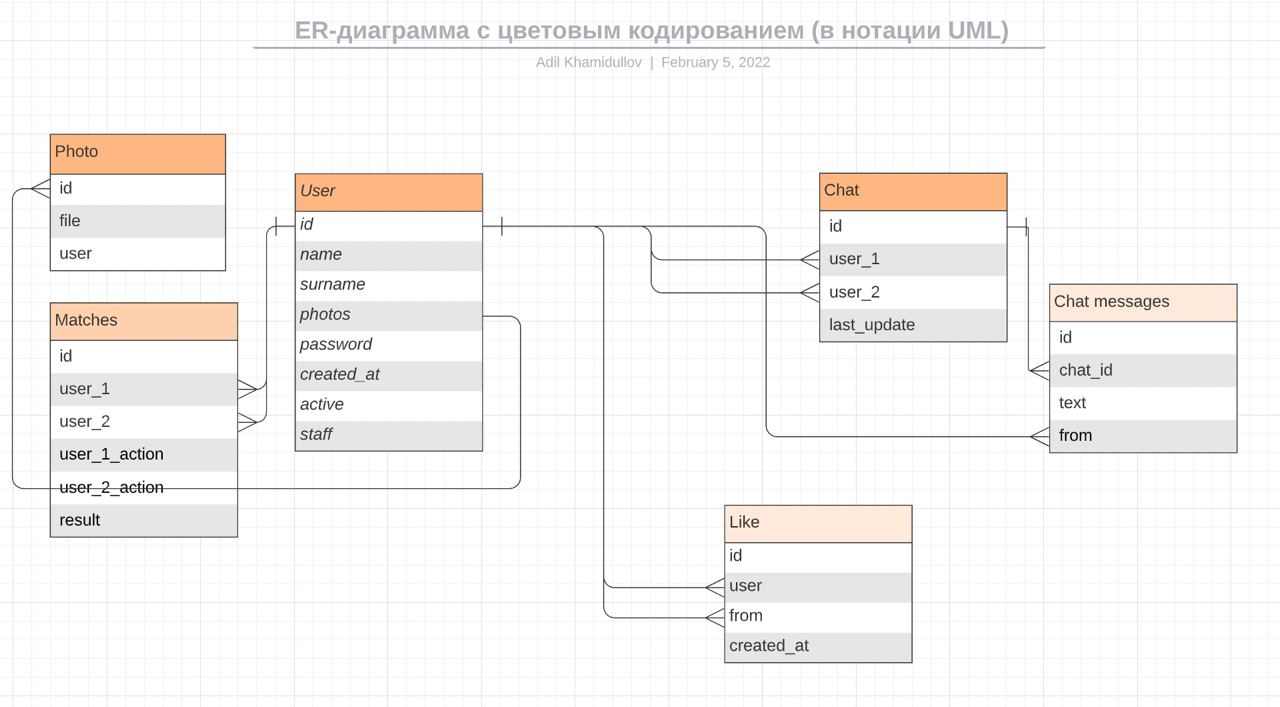 ER-диаграмма с цветовым кодированием (в нотации UML)
Adil Khamidullov | February 5, 2022
Photo
id
file
user
Matches
id
user_1
user_2
user_1_action
user_2_action
result
User
id
name
surname
photos
password
created_at
active
staff
Chat
id
user_1
user_2
last_update
Chat messages
id
chat_id
text
from
Like
id
user
from
created_at